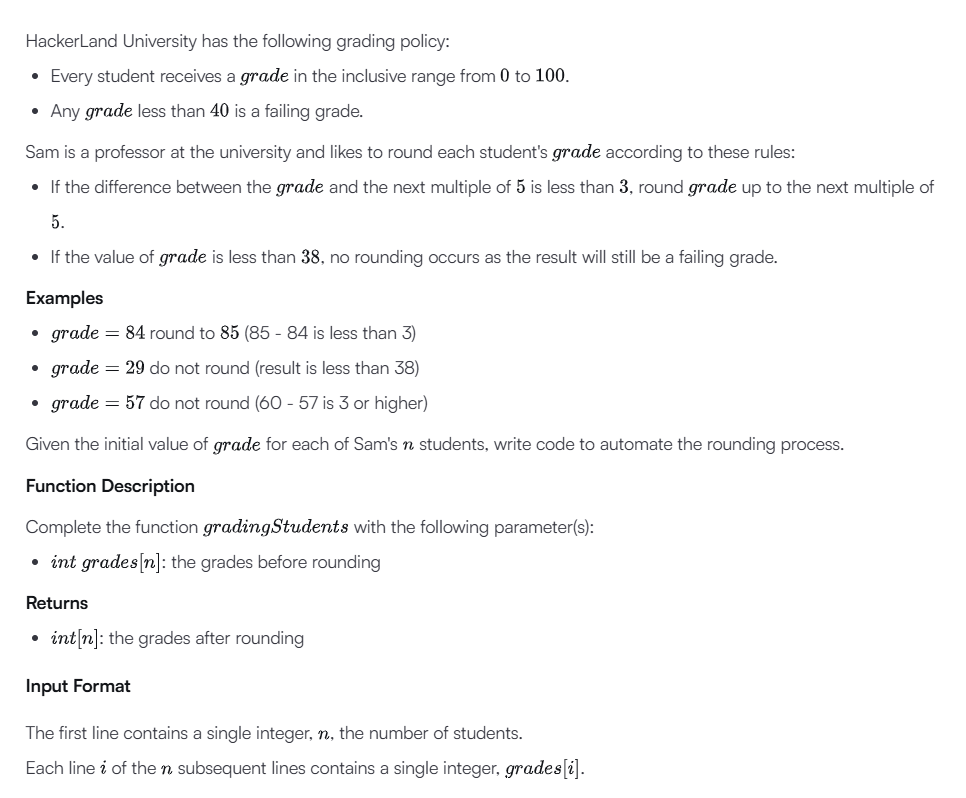 HackerLand University has the following grading policy:
• Every student receives a grade in the inclusive range from 0 to 100.
• Any grade less than 40 is a failing grade.
Sam is a professor at the university and likes to round each student's grade according to these rules:
• If the difference between the grade and the next multiple of 5 is less than 3, round grade up to the next multiple of
5.
• If the value of grade is less than 38, no rounding occurs as the result will still be a failing grade.
Examples
• grade = 84 round to 85 (85 - 84 is less than 3)
• grade = 29 do not round (result is less than 38)
• grade = 57 do not round (60 - 57 is 3 or higher)
Given the initial value of grade for each of Sam's n students, write code to automate the rounding process.
Function Description
Complete the function gradingStudents with the following parameter(s):
• int grades[n]: the grades before rounding
Returns
• int[n]: the grades after rounding
Input Format
The first line contains a single integer, n, the number of students.
Each line i of the n subsequent lines contains a single integer, grades[i].